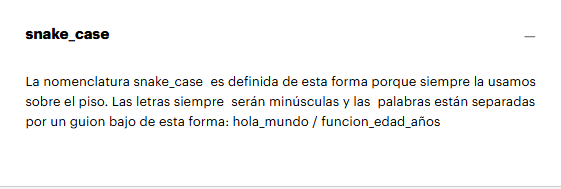 snake_case
La nomenclatura snake_case es definida de esta forma porque siempre la usamos
sobre el piso. Las letras siempre serán minúsculas y las palabras están separadas
por un guion bajo de esta forma: hola_mundo / funcion_edad_años